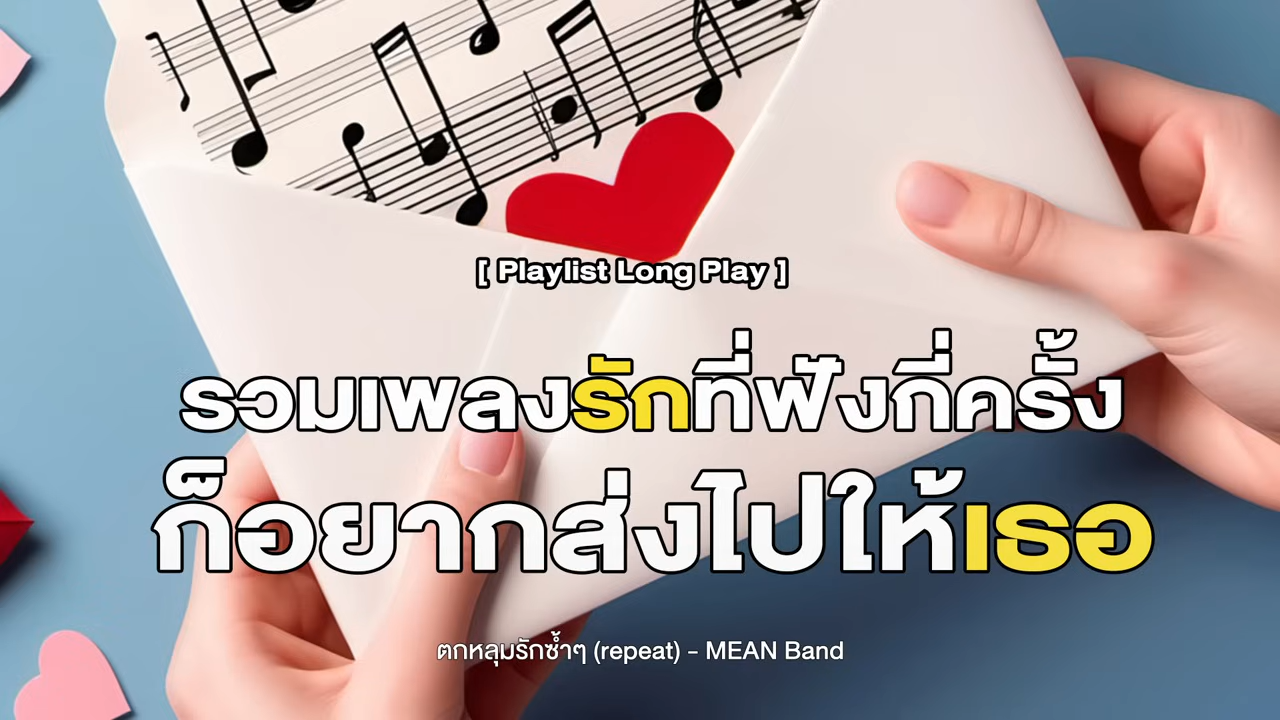 [ Playlist Long Play ]
รวมเพลงรักที่ฟังกี่ครั้ง
ก็อยากส่งไปให้เธอ
ตกหลุมรักซ้ำๆ (repeat) - MEAN Band